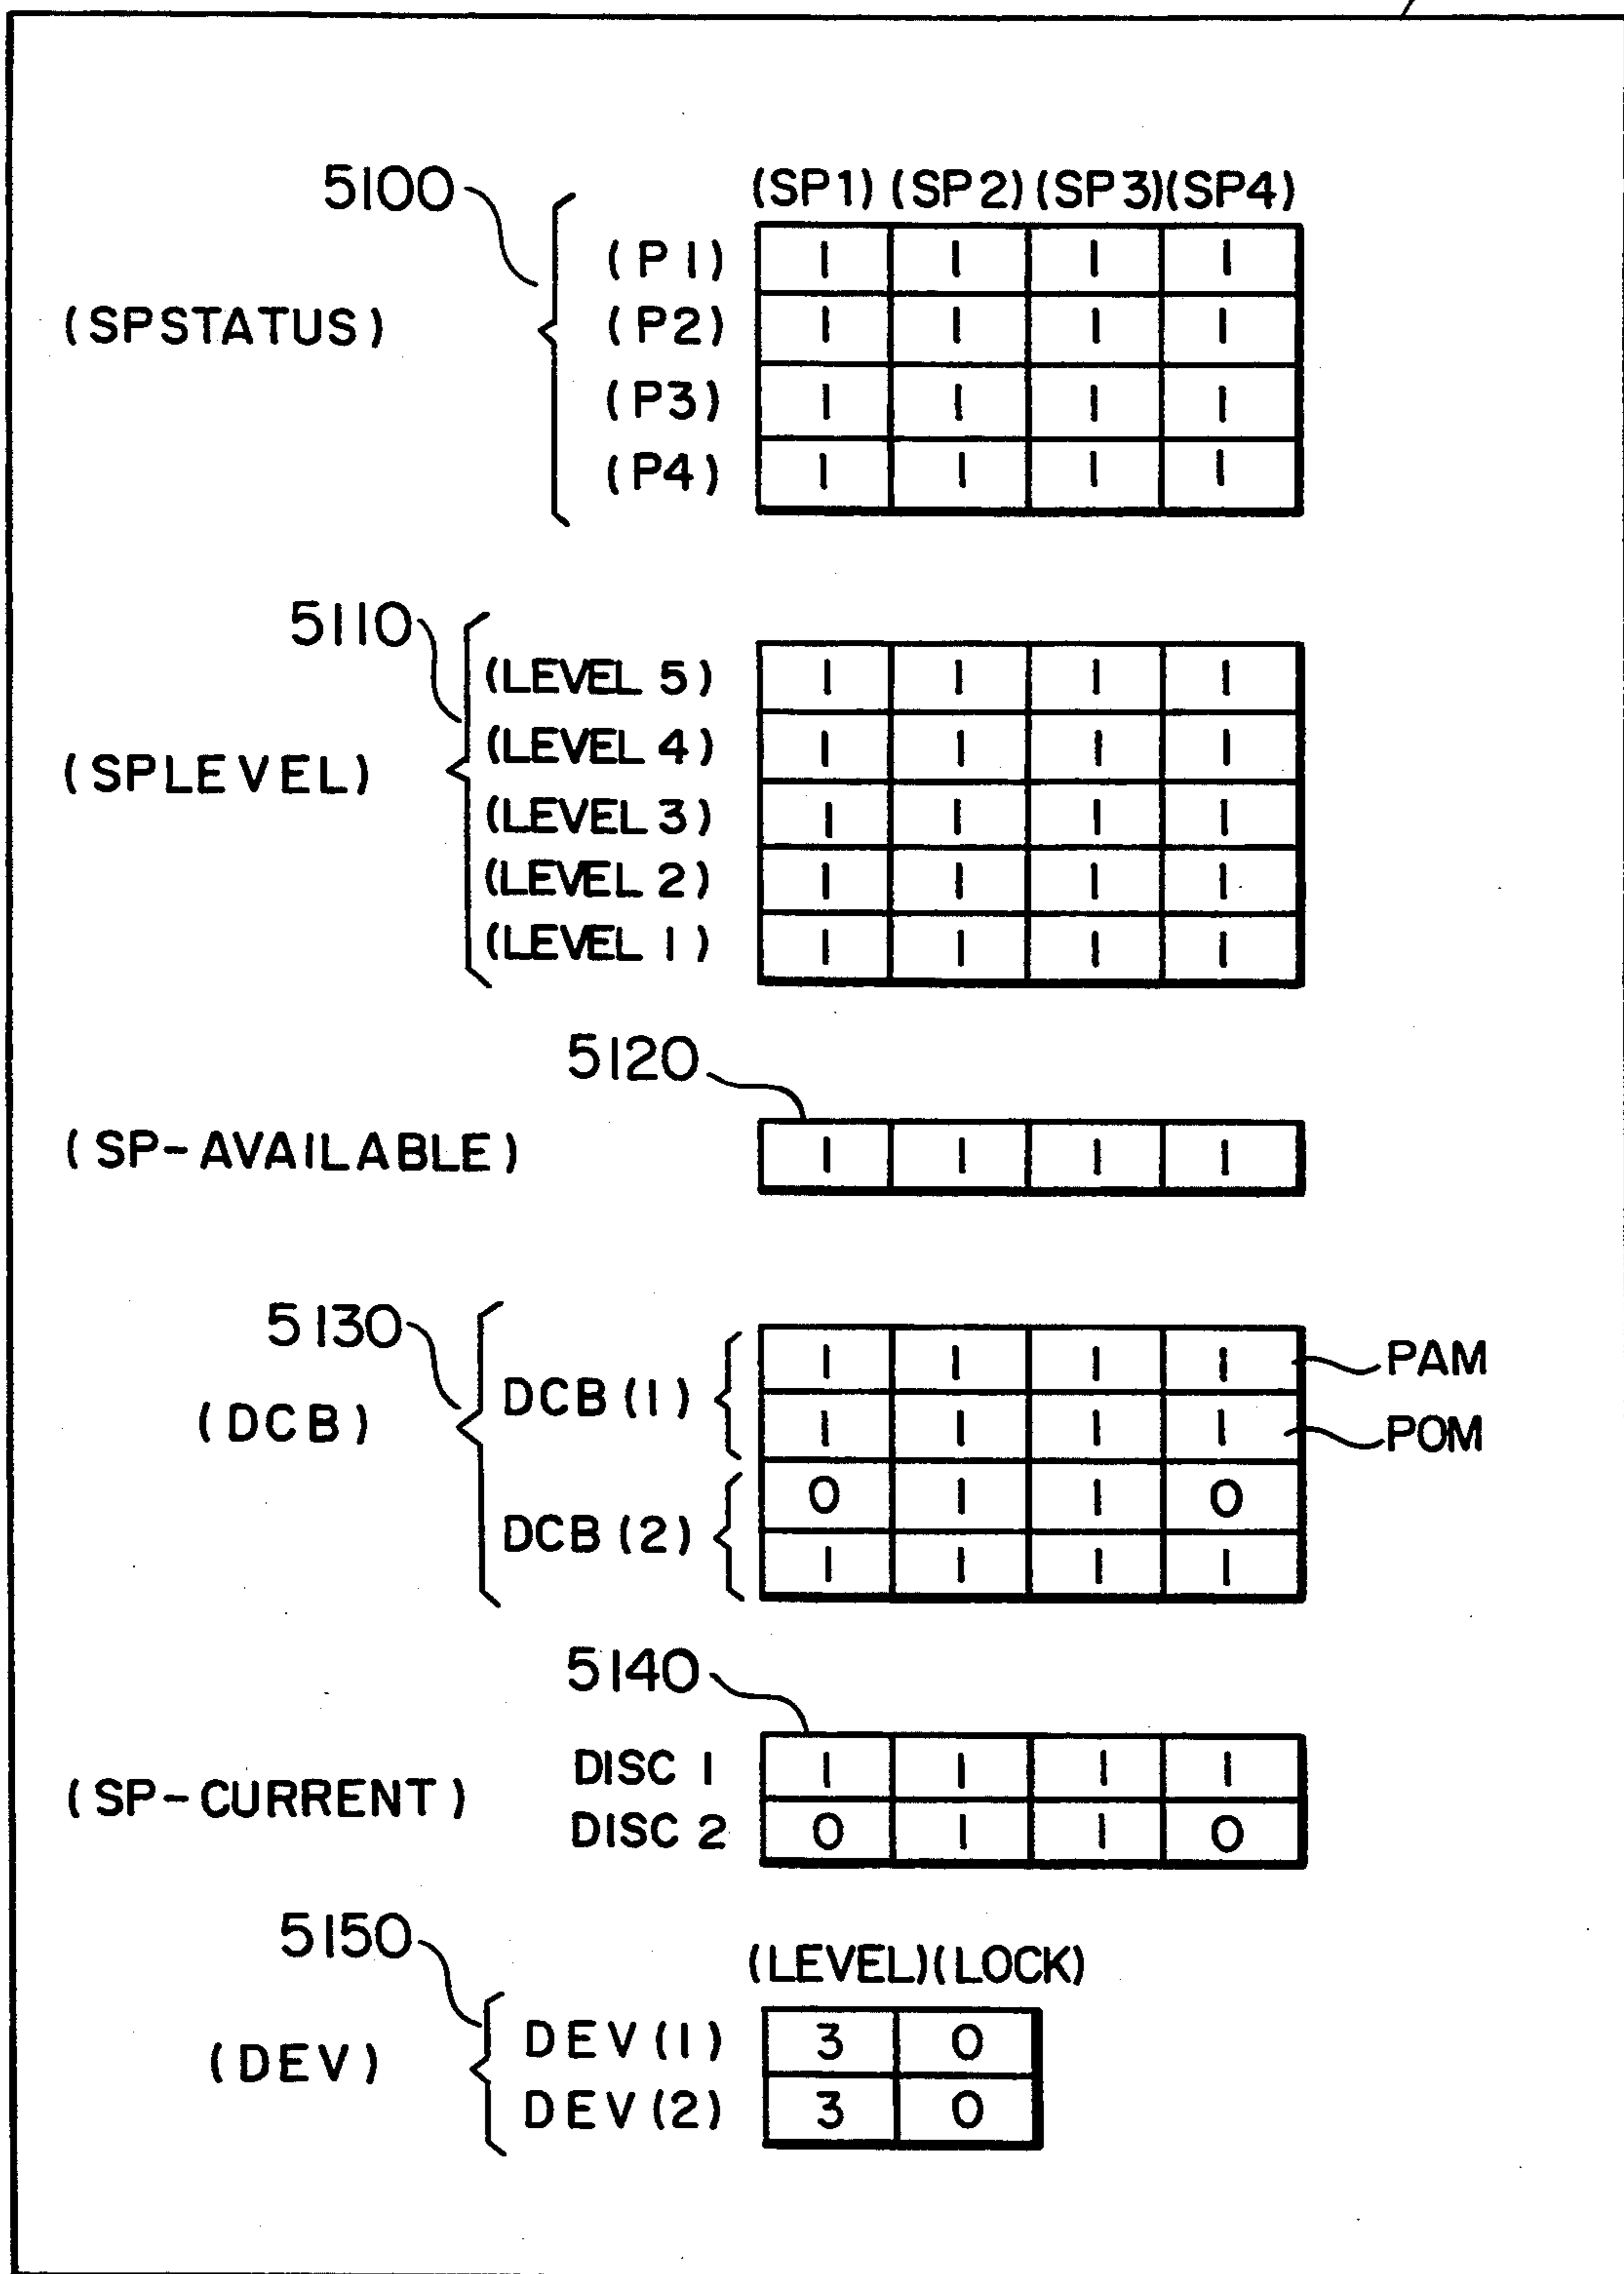 5100
(SP1) (SP2) (SP3) (SP4)
(SPSTATUS)
(P1) 1 1 1 1
(P2) 1 1 1 1
(P3) 1 1 1 1
(P4) 1 1 1 1
5110
(SPLEVEL)
(LEVEL 5) 1 1 1 1
(LEVEL 4) 1 1 1 1
(LEVEL 3) 1 1 1 1
(LEVEL 2) 1 1 1 1
(LEVEL 1) 1 1 1 1
5120
(SP-AVAILABLE) 1 1 1 1
5130
(DCB)
DCB (1) 1 1 1 1 PAM
1 1 1 1 POM
DCB (2) 0 1 1 0
1 1 1 1
5140
(SP-CURRENT)
DISC 1 1 1 1 1
DISC 2 0 1 1 0
5150
(LEVEL) (LOCK)
(DEV)
DEV (1) 3 0
DEV (2) 3 0